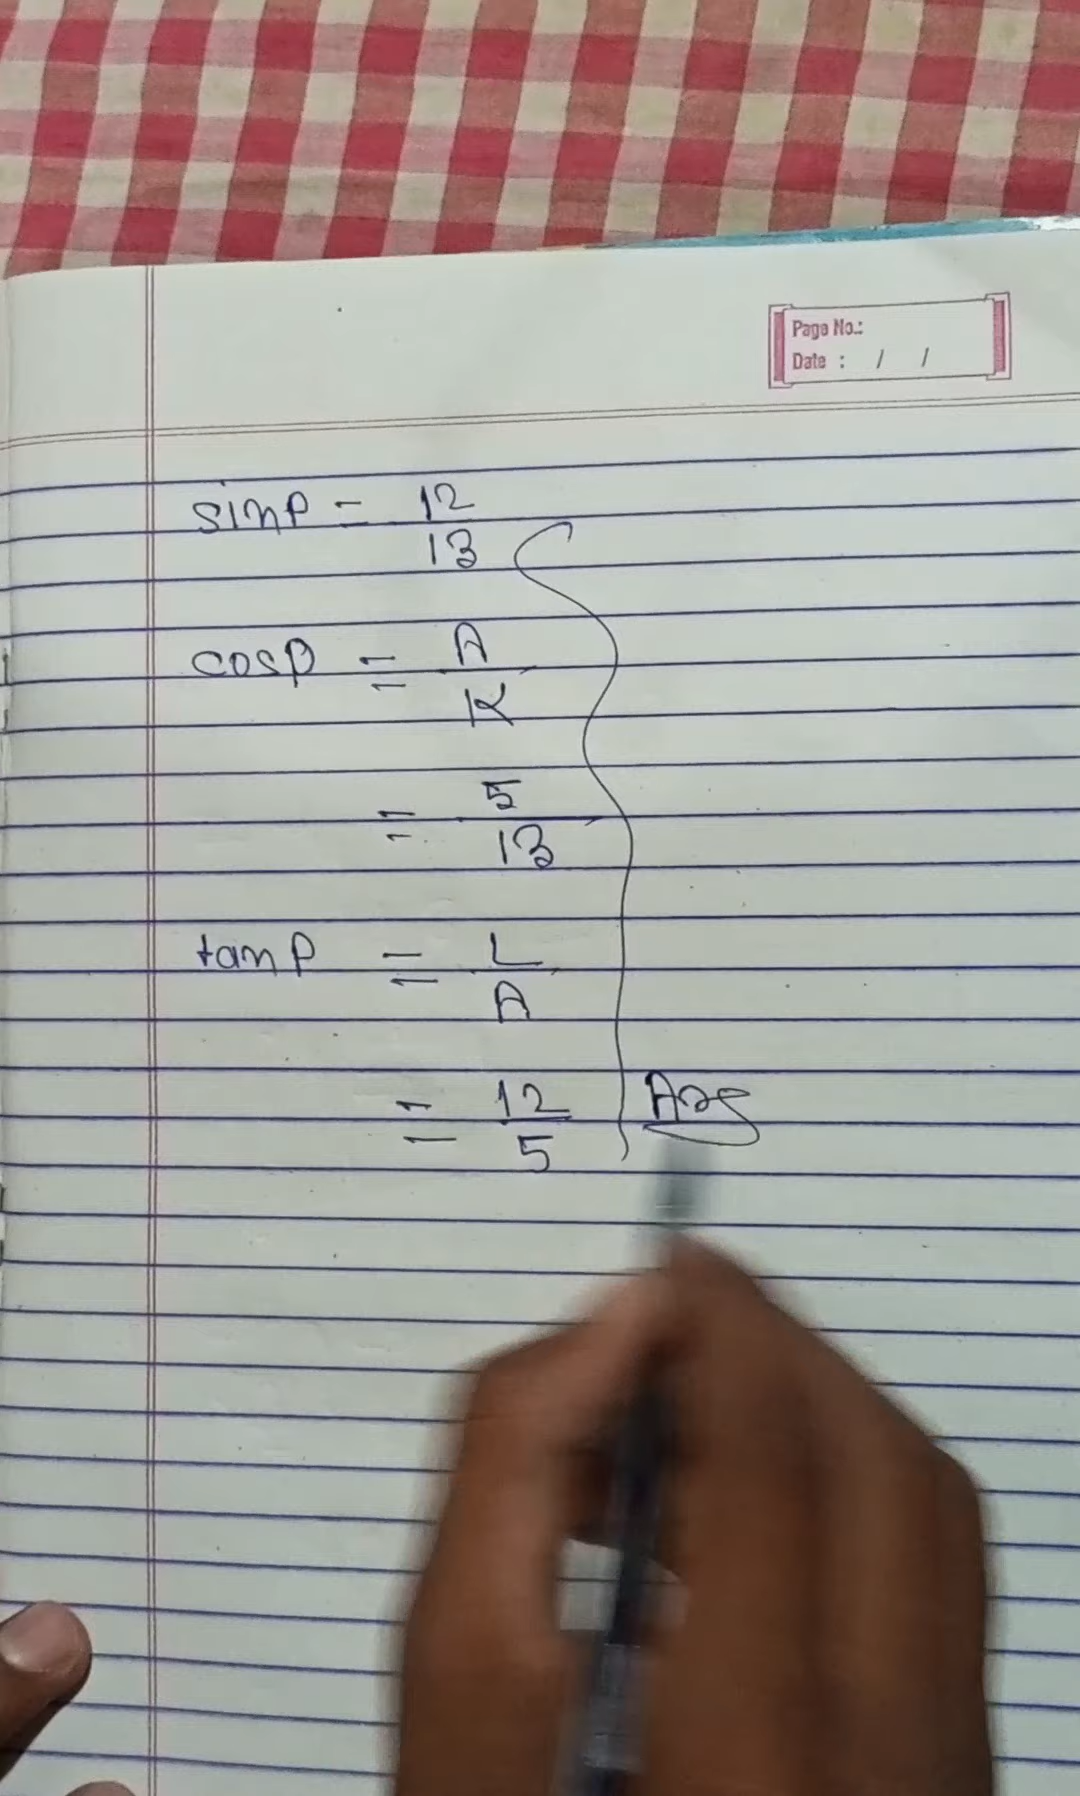 Page No.:
Date : / /
sinP = 12/13
cosP = A/K
= 5/13
tanP = L/A
= 12/5 Ans